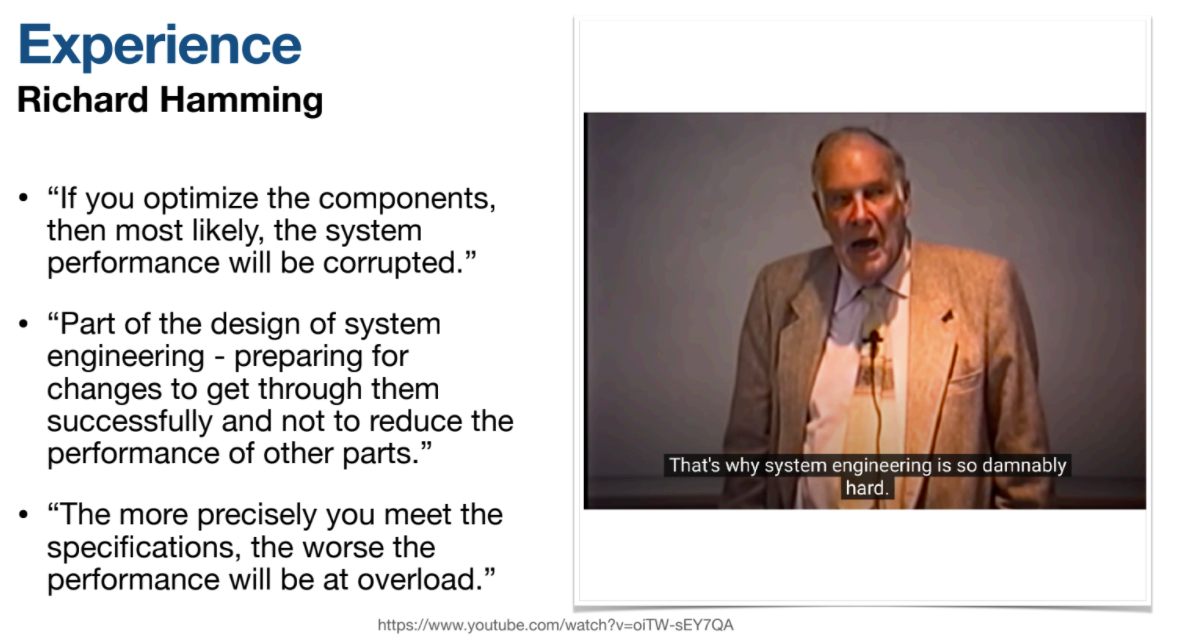 Experience
Richard Hamming
• “If you optimize the components,
then most likely, the system
performance will be corrupted.”
• “Part of the design of system
engineering - preparing for
changes to get through them
successfully and not to reduce the
performance of other parts.”
• “The more precisely you meet the
specifications, the worse the
performance will be at overload.”
That's why system engineering is so damnably
hard.
https://www.youtube.com/watch?v=oiTW-sEY7QA